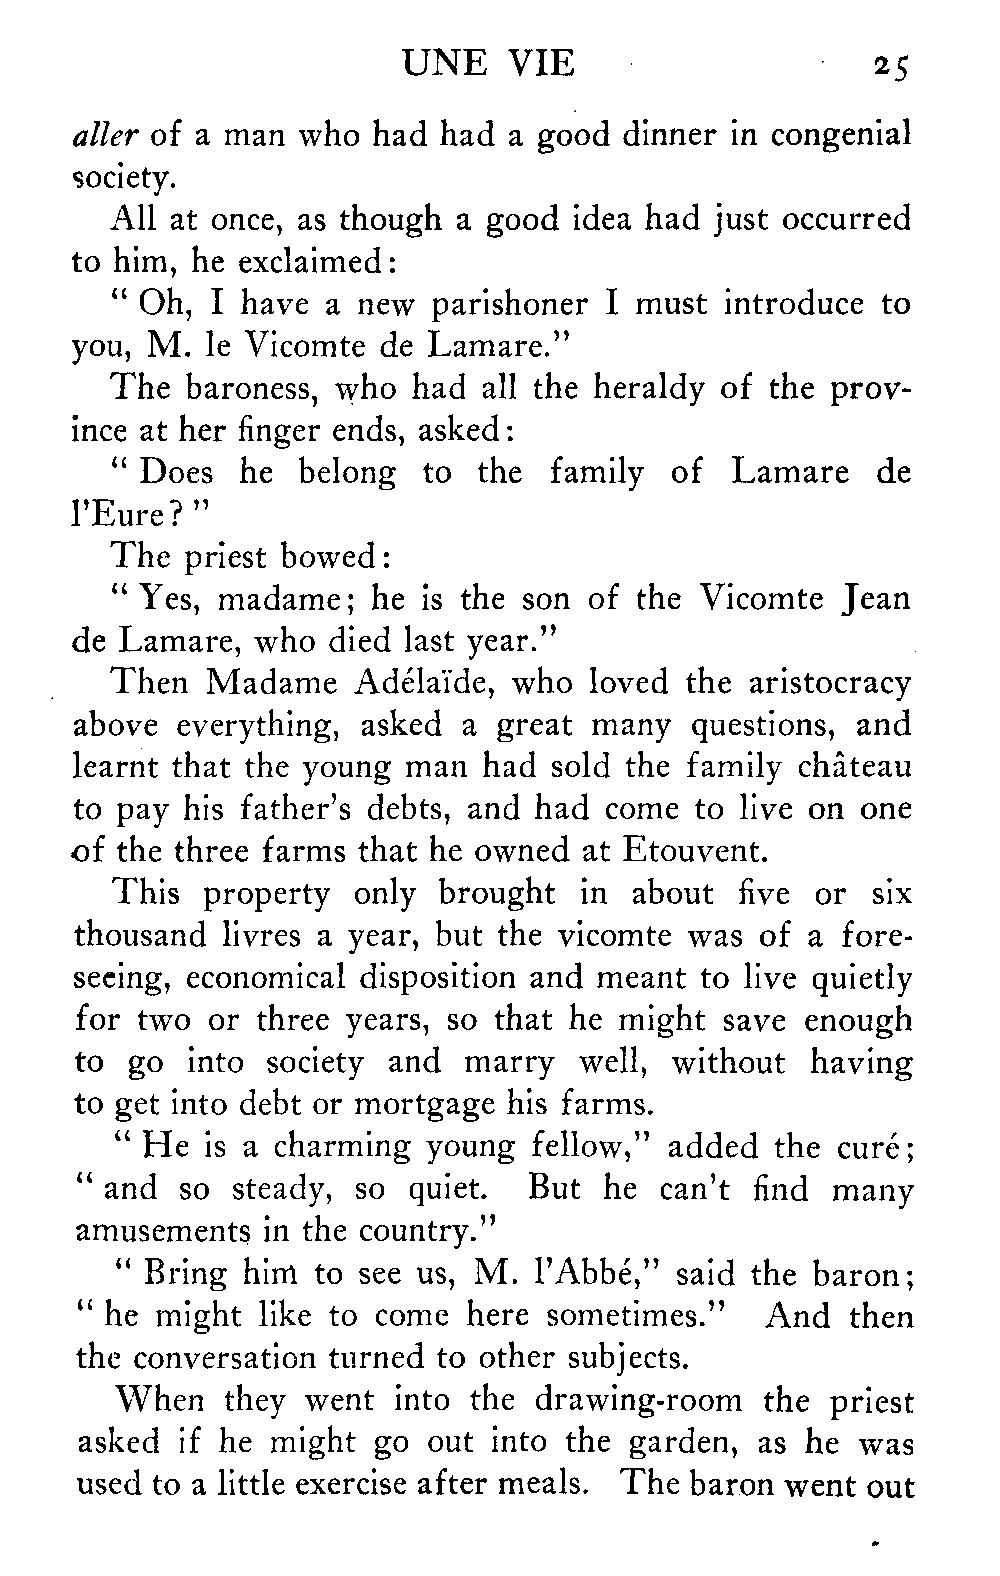 UNE VIE 25
aller of a man who had had a good dinner in congenial
society.
All at once, as though a good idea had just occurred
to him, he exclaimed:
" Oh, I have a new parishoner I must introduce to
you, M. le Vicomte de Lamare."
The baroness, who had all the heraldy of the prov-
ince at her finger ends, asked:
" Does he belong to the family of Lamare de
l'Eure? "
The priest bowed:
" Yes, madame; he is the son of the Vicomte Jean
de Lamare, who died last year."
Then Madame Adélaïde, who loved the aristocracy
above everything, asked a great many questions, and
learnt that the young man had sold the family château
to pay his father's debts, and had come to live on one
of the three farms that he owned at Etouvent.
This property only brought in about five or six
thousand livres a year, but the vicomte was of a fore-
seeing, economical disposition and meant to live quietly
for two or three years, so that he might save enough
to go into society and marry well, without having
to get into debt or mortgage his farms.
" He is a charming young fellow," added the curé;
" and so steady, so quiet. But he can't find many
amusements in the country."
" Bring him to see us, M. l'Abbé," said the baron;
" he might like to come here sometimes." And then
the conversation turned to other subjects.
When they went into the drawing-room the priest
asked if he might go out into the garden, as he was
used to a little exercise after meals. The baron went out